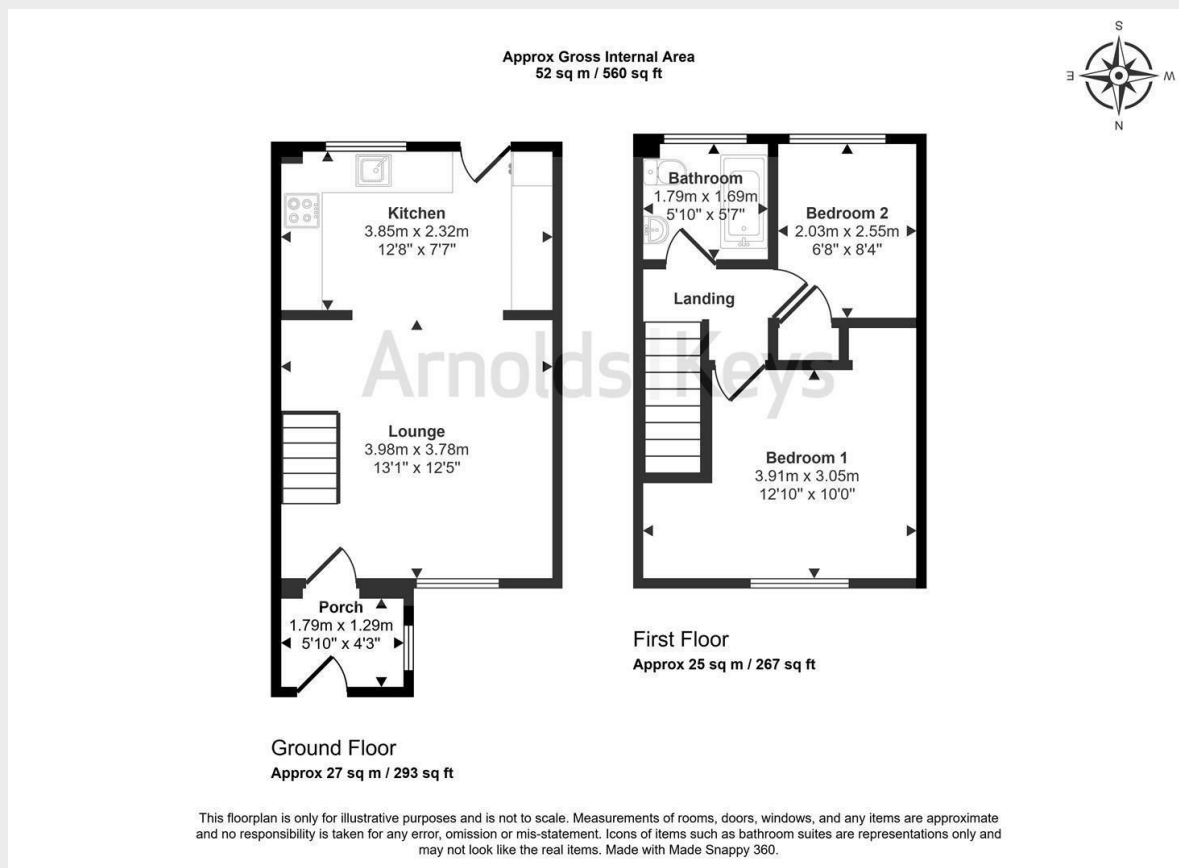 Approx Gross Internal Area
52 sq m / 560 sq ft
S
E
W
N
Kitchen
3.85m x 2.32m
12'8" x 7'7"
Bathroom
1.79m x 1.69m
5'10" x 5'7"
Bedroom 2
2.03m x 2.55m
6'8" x 8'4"
Landing
Arnolds|Keys
Lounge
3.98m x 3.78m
13'1" x 12'5"
Bedroom 1
3.91m x 3.05m
12'10" x 10'0"
Porch
1.79m x 1.29m
5'10" x 4'3"
First Floor
Approx 25 sq m / 267 sq ft
Ground Floor
Approx 27 sq m / 293 sq ft
This floorplan is only for illustrative purposes and is not to scale. Measurements of rooms, doors, windows, and any items are approximate
and no responsibility is taken for any error, omission or mis-statement. Icons of items such as bathroom suites are representations only and
may not look like the real items. Made with Made Snappy 360.